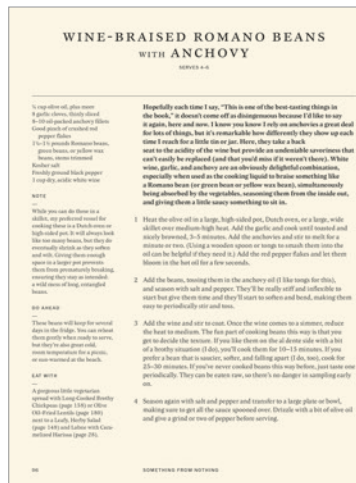 WINE-BRAISED ROMANO BEANS
WITH ANCHOVY
SERVES 4–6
¼ cup olive oil, plus more
8 garlic cloves, thinly sliced
8–10 oil-packed anchovy fillets
Good pinch of crushed red
pepper flakes
1½–2 pounds Romano beans,
green beans, or yellow wax
beans, stems trimmed
Kosher salt
Freshly ground black pepper
1 cup dry, acidic white wine
NOTE
—
While you can do these in a
skillet, my preferred vessel for
cooking these is a Dutch oven or
high-sided pot. It will always look
like too many beans, but they do
eventually shrink as they soften
and wilt. Giving them enough
space in a larger pot prevents
them from prematurely breaking,
ensuring they stay as intended:
a wild mess of long, entangled
beans.
DO AHEAD
—
These beans will keep for several
days in the fridge. You can reheat
them gently when ready to serve,
but they're also great cold,
room temperature for a picnic,
or sun-warmed at the beach.
EAT WITH
—
A gorgeous little vegetarian
spread with Long-Cooked Brothy
Chickpeas (page 158) or Olive
Oil-Fried Lentils (page 188)
next to a Leafy, Herby Salad
(page 148) and Labne with Cara-
melized Harissa (page 28).
Hopefully each time I say, "This is one of the best-tasting things in
the book," it doesn't come off as disingenuous because I'd like to say
it again, here and now. I know you know I rely on anchovies a great deal
for lots of things, but it's remarkable how differently they show up each
time I reach for a little tin or jar. Here, they take a back
seat to the acidity of the wine but provide an undeniable saveriness that
can't easily be replaced (and that you'd miss if it weren't there). White
wine, garlic, and anchovy are an obviously delightful combination,
especially when used as the cooking liquid to braise something like
a Romano bean (or green bean or yellow wax bean), simultaneously
being absorbed by the vegetables, seasoning them from the inside out,
and giving them a little saucy something to sit in.
1 Heat the olive oil in a large, high-sided pot, Dutch oven, or a large, wide
skillet over medium-high heat. Add the garlic and cook until toasted and
nicely browned, 3–5 minutes. Add the anchovies and stir to melt for a
minute or two. (Using a wooden spoon or tongs to smash them into the
oil can be helpful if they need it.) Add the red pepper flakes and let them
bloom in the hot oil for a few seconds.
2 Add the beans, tossing them in the anchovy oil (I like tongs for this),
and season with salt and pepper. They'll be really stiff and inflexible to
start but give them time and they'll start to soften and bend, making them
easy to periodically stir and toss.
3 Add the wine and stir to coat. Once the wine comes to a simmer, reduce
the heat to medium. The fun part of cooking beans this way is that you
get to decide the texture. If you like them on the al dente side with a bit
of a brothy situation (I do), you'll cook them for 10–15 minutes. If you
prefer a bean that is saucier, softer, and falling apart (I do, too), cook for
25–30 minutes. If you've never cooked beans this way before, just taste one
periodically. They can be eaten raw, so there's no danger in sampling early
on.
4 Season again with salt and pepper and transfer to a large plate or bowl,
making sure to get all the sauce spooned over. Drizzle with a bit of olive oil
and give a grind or two of pepper before serving.
SOMETHING FROM NOTHING